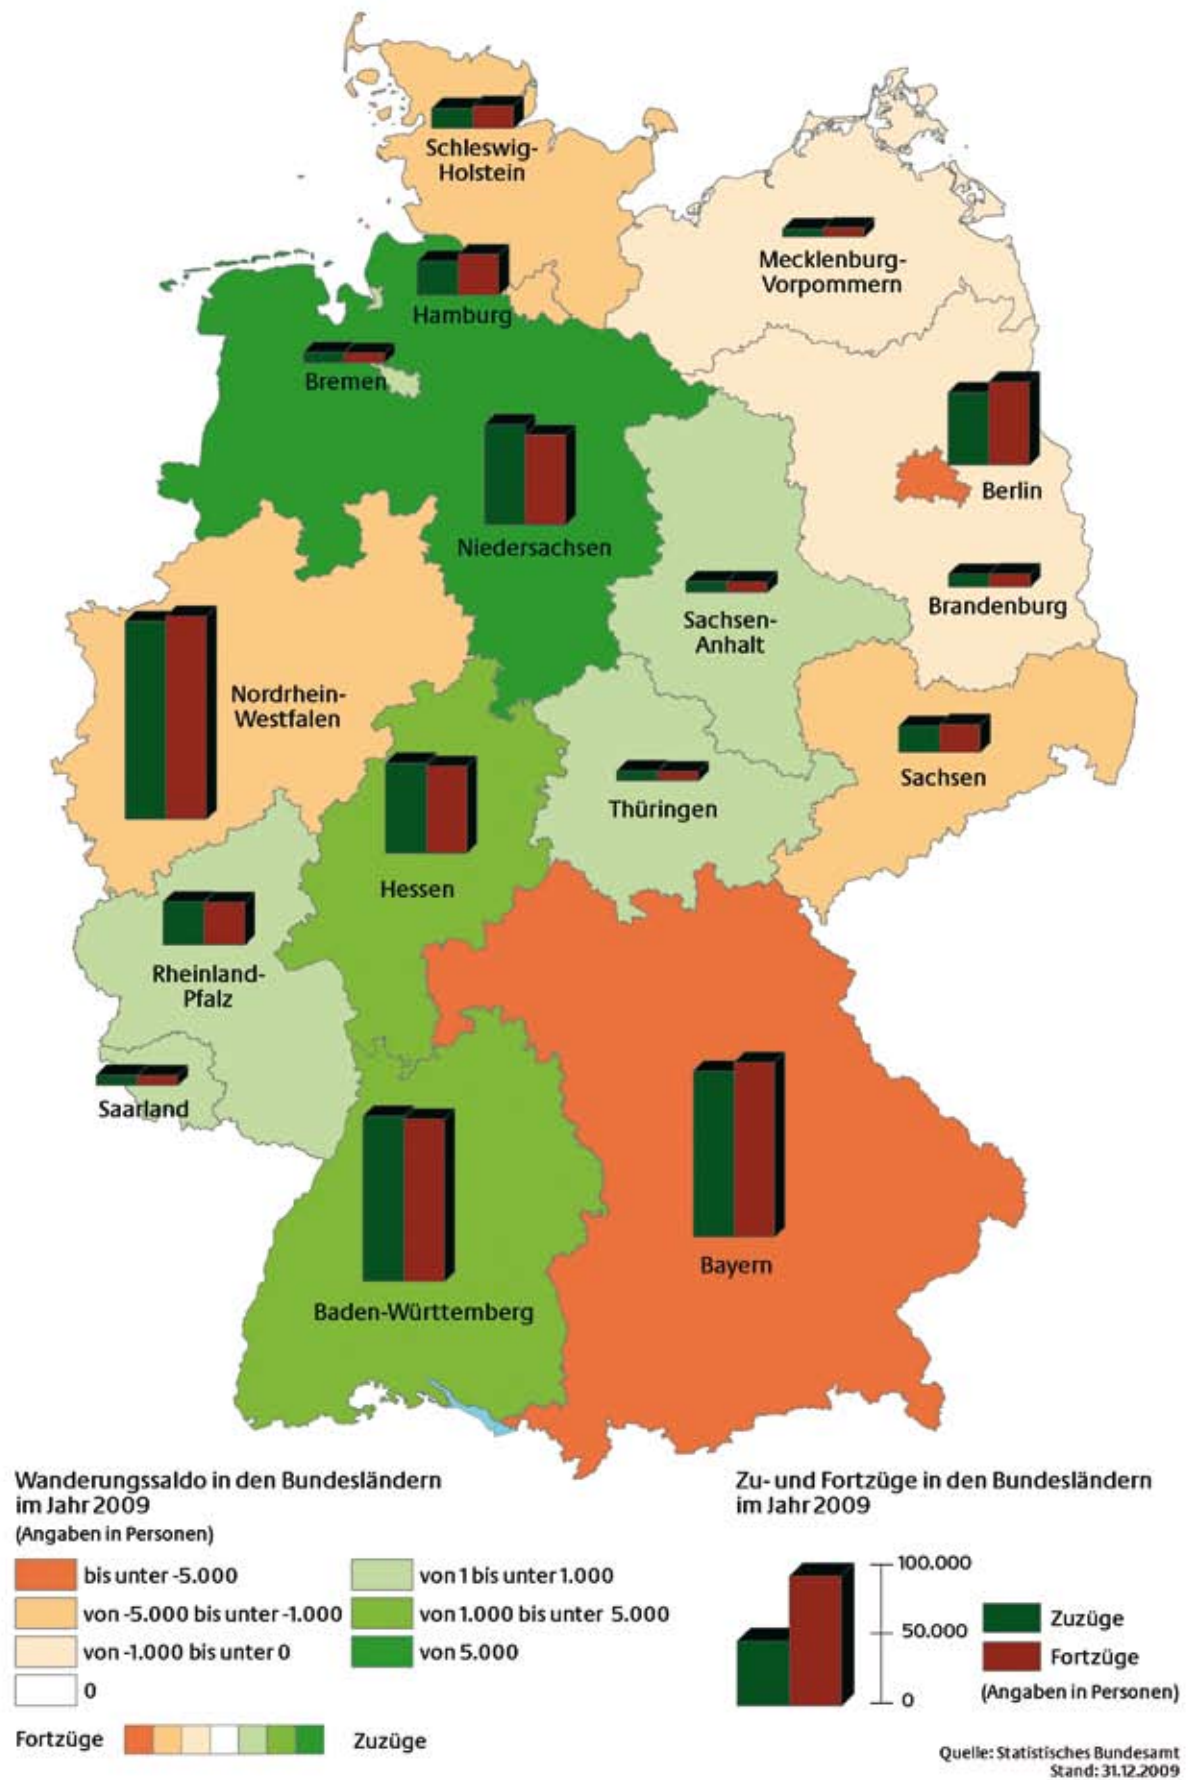 Schleswig-
Holstein
Mecklenburg-
Vorpommern
Hamburg
Bremen
Berlin
Niedersachsen
Brandenburg
Sachsen-
Anhalt
Nordrhein-
Westfalen
Sachsen
Thüringen
Hessen
Rheinland-
Pfalz
Saarland
Bayern
Baden-Württemberg
Wanderungssaldo in den Bundesländern
im Jahr 2009
(Angaben in Personen)
bis unter -5.000
von -5.000 bis unter -1.000
von -1.000 bis unter 0
0
von 1 bis unter 1.000
von 1.000 bis unter 5.000
von 5.000
Fortzüge
Zuzüge
Zu- und Fortzüge in den Bundesländern
im Jahr 2009
100.000
50.000
0
Zuzüge
Fortzüge
(Angaben in Personen)
Quelle: Statistisches Bundesamt
Stand: 31.12.2009